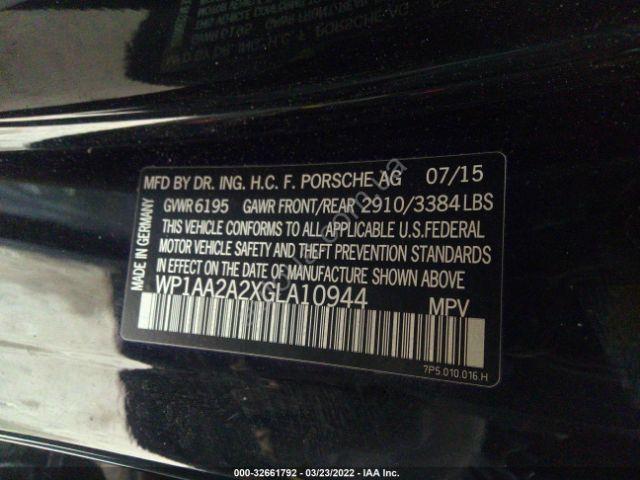 MFD BY DR. ING. H.C. F. PORSCHE AG 07/15
GVWR 6195 GAWR FRONT/REAR 2910/3384LBS
THIS VEHICLE CONFORMS TO ALL APPLICABLE U.S.FEDERAL
MOTOR VEHICLE SAFETY AND THEFT PREVENTION STANDARDS
IN EFFECT ON THE DATE OF MANUFACTURE SHOWN ABOVE
WP1AA2A2XGLA10944 MPV
MADE IN GERMANY
7P5.010.016.H
000-32661792 - 03/23/2022 - IAA Inc.